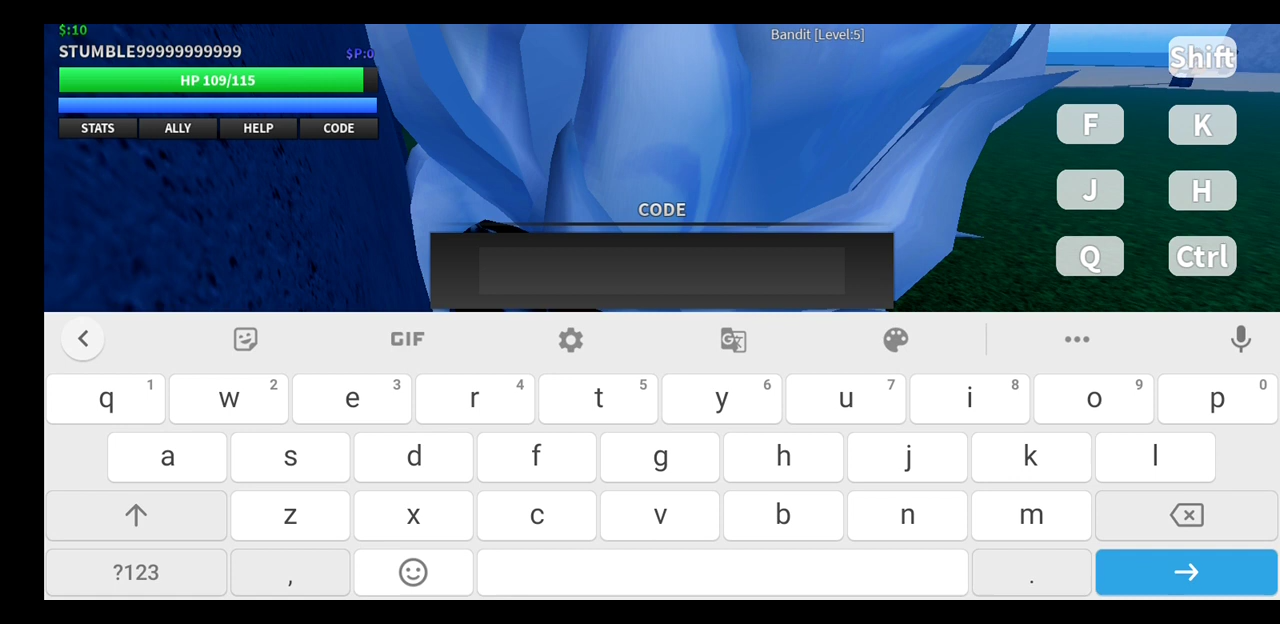 $:10
STUMBLE99999999999 $P:0
HP 109/115
STATS ALLY HELP CODE
Bandit [Level:5]
CODE
Shift
F K
J H
Q Ctrl
GIF
q 1 w 2 e 3 r 4 t 5 y 6 u 7 i 8 o 9 p 0
a s d f g h j k l
z x c v b n m
?123 , .